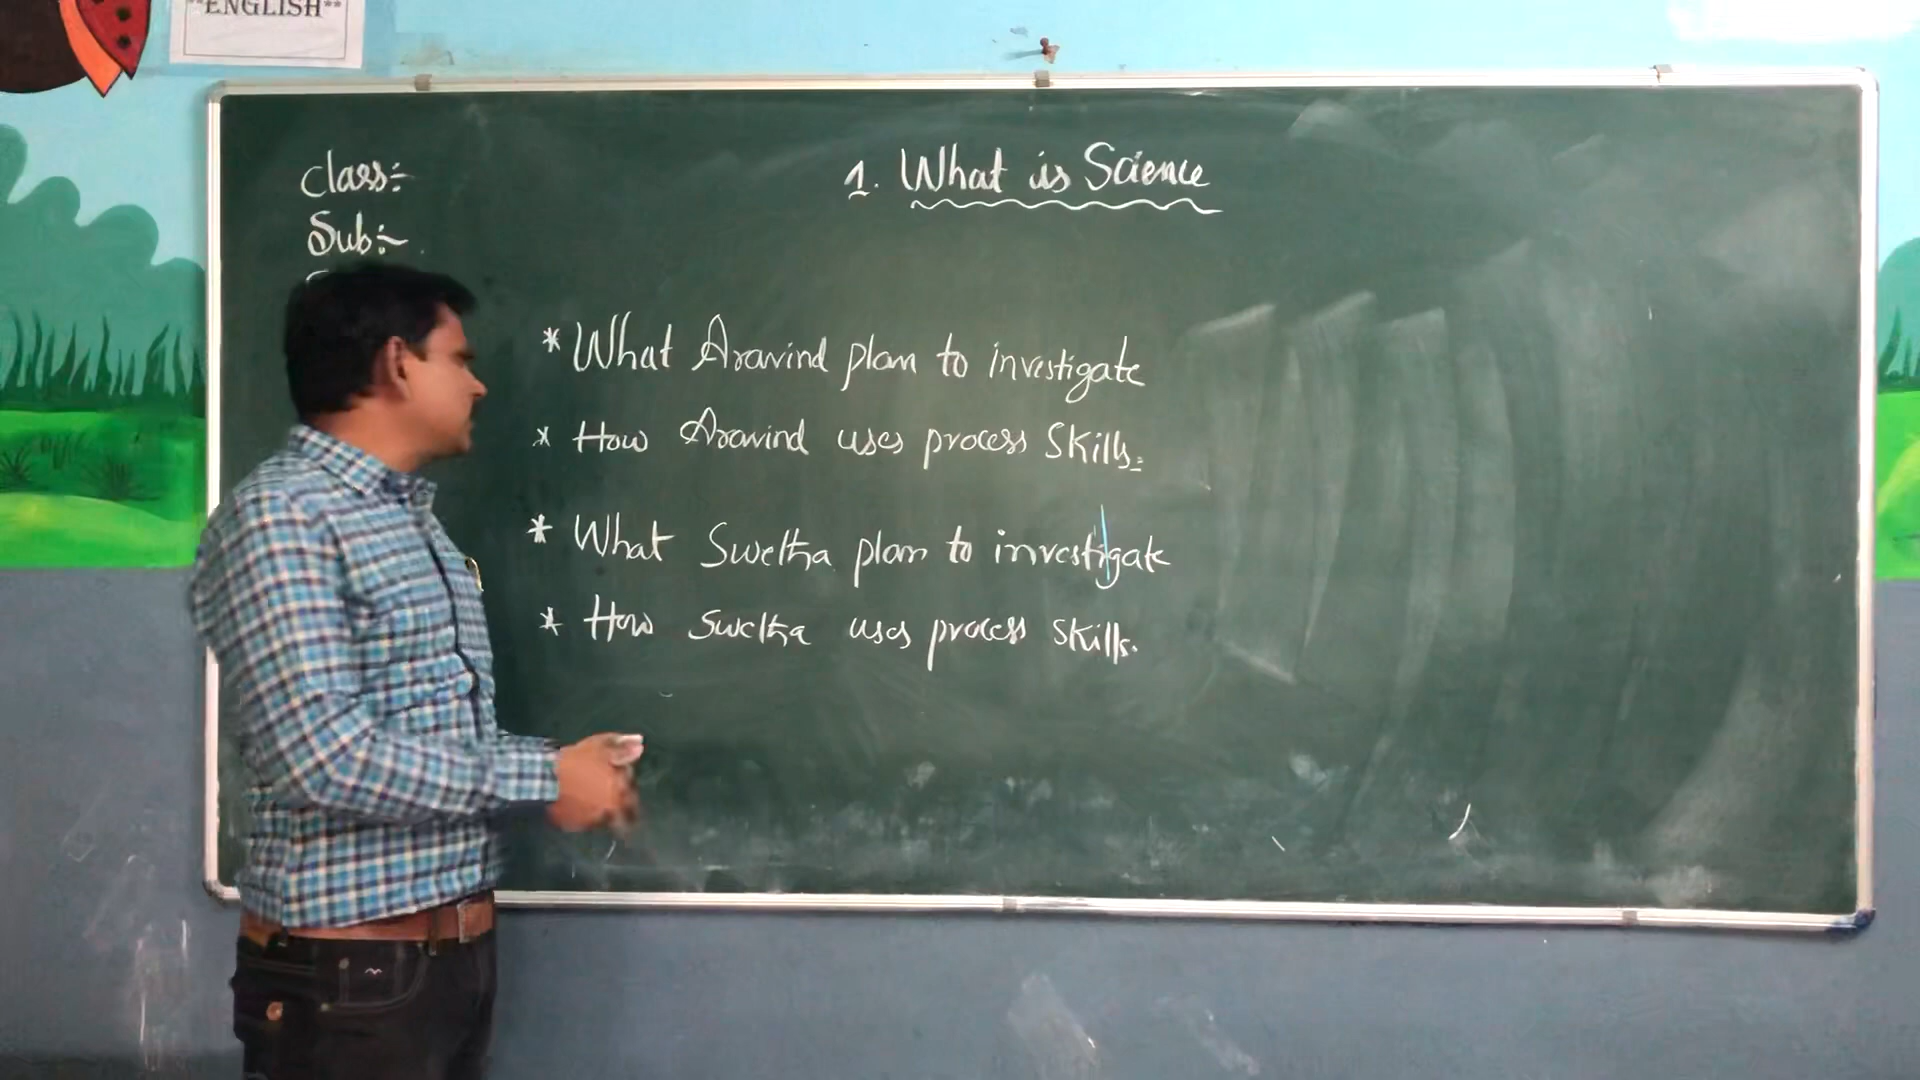 **ENGLISH**
Class:-
Sub:-
1. What is Science
* What Aravind plan to investigate
* How Aravind uses process Skills.
* What Swetha plan to investigate
* How Swetha uses process skills.